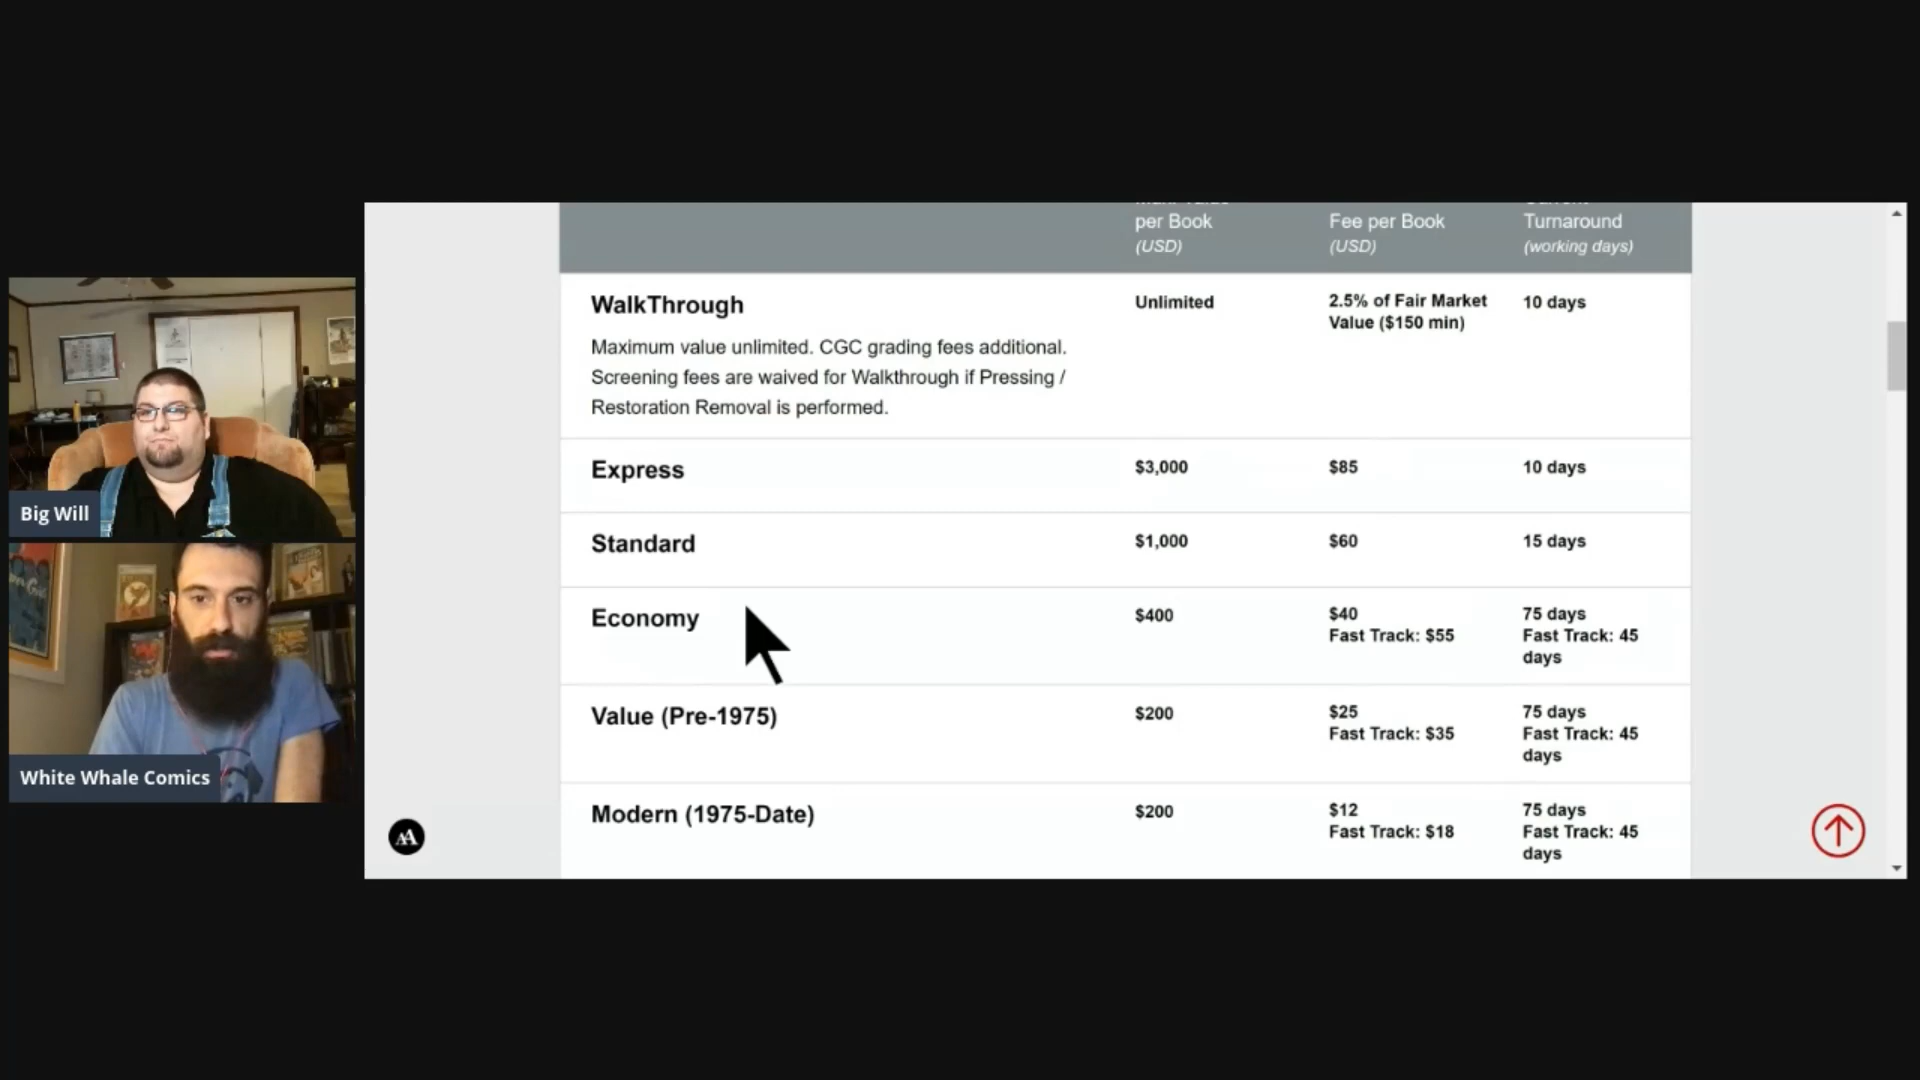 per Book
(USD)
Fee per Book
(USD)
Turnaround
(working days)
WalkThrough
Unlimited
2.5% of Fair Market
Value ($150 min)
10 days
Maximum value unlimited. CGC grading fees additional.
Screening fees are waived for Walkthrough if Pressing /
Restoration Removal is performed.
Express
$3,000
$85
10 days
Standard
$1,000
$60
15 days
Economy
$400
$40
Fast Track: $55
75 days
Fast Track: 45
days
Value (Pre-1975)
$200
$25
Fast Track: $35
75 days
Fast Track: 45
days
Modern (1975-Date)
$200
$12
Fast Track: $18
75 days
Fast Track: 45
days
Big Will
White Whale Comics
AA